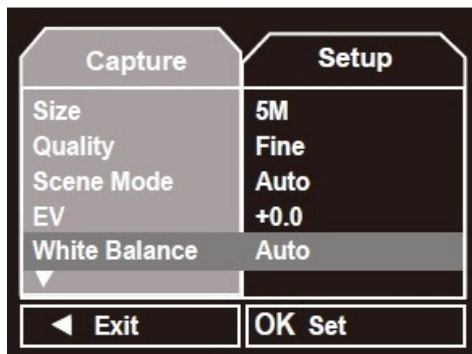 Capture Setup
Size 5M
Quality Fine
Scene Mode Auto
EV +0.0
White Balance Auto
Exit OK Set